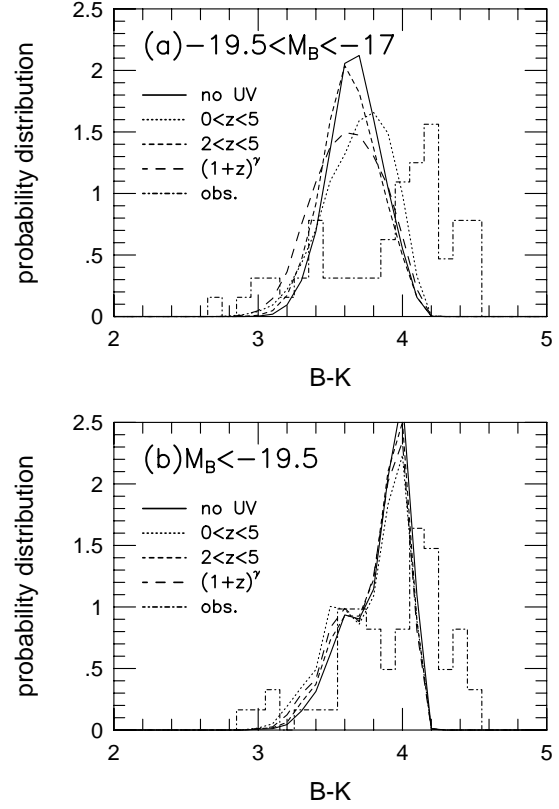 2.5
(a)−19.5<M_B<−17
2
no UV
0<z<5
1.5
2<z<5
(1+z)^γ
1
obs.
.5
0
probability distribution
2 3 4 5
B-K
2.5
(b)M_B<−19.5
2
no UV
0<z<5
1.5
2<z<5
(1+z)^γ
1
obs.
.5
0
probability distribution
2 3 4 5
B-K